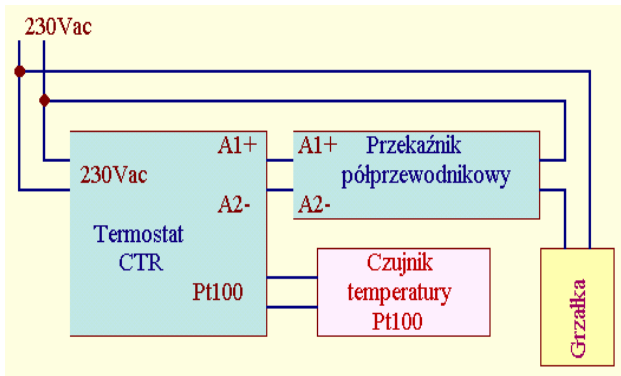 230Vac
A1+
A1+
Przekaźnik
230Vac
półprzewodnikowy
A2-
A2-
Termostat
CTR
Czujnik
temperatury
Pt100
Pt100
Grzałka